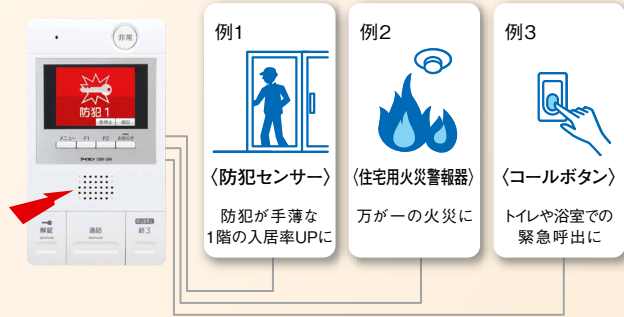 非常
防犯1
メニュー F1 F2 お知らせ
アイホン
解錠
通話
終了
例1
〈防犯センサー〉
防犯が手薄な
1階の入居率UPに
例2
〈住宅用火災警報器〉
万が一の火災に
例3
〈コールボタン〉
トイレや浴室での
緊急呼出に